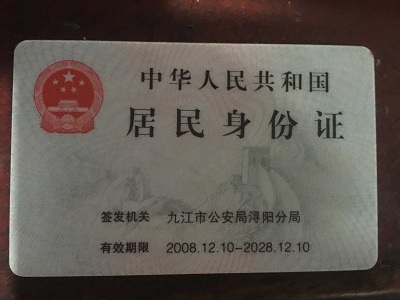 中华人民共和国
居民身份证
签发机关 九江市公安局浔阳分局
有效期限 2008.12.10-2028.12.10